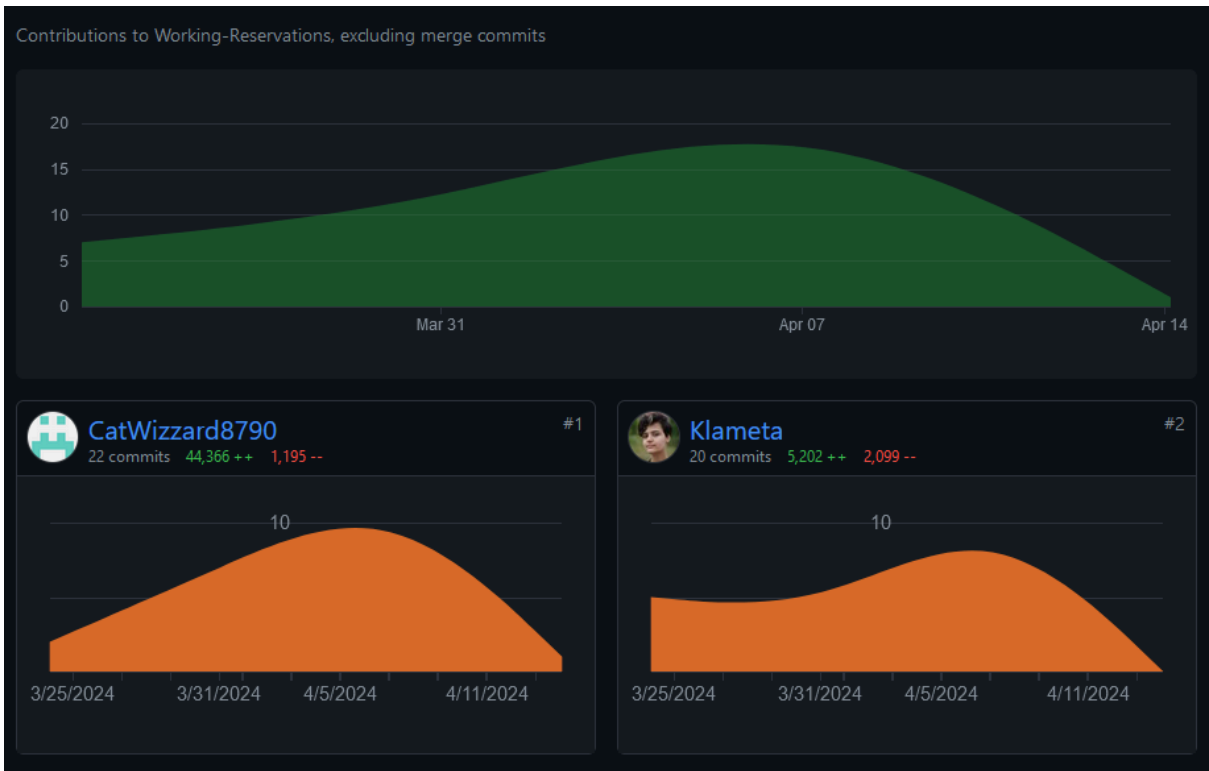 Contributions to Working-Reservations, excluding merge commits
20
15
10
5
0
Mar 31 Apr 07 Apr 14
CatWizzard8790 #1
22 commits 44,366 ++ 1,195 --
10
3/25/2024 3/31/2024 4/5/2024 4/11/2024
Klameta #2
20 commits 5,202 ++ 2,099 --
10
3/25/2024 3/31/2024 4/5/2024 4/11/2024